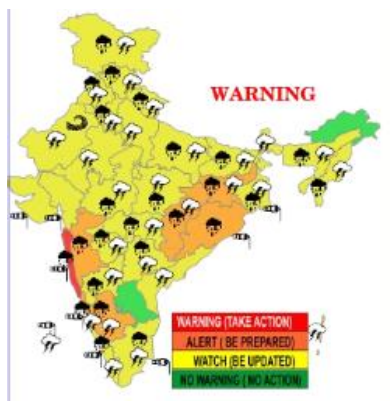 WARNING
WARNING (TAKE ACTION)
ALERT ( BE PREPARED)
WATCH (BE UPDATED)
NO WARNING ( NO ACTION)